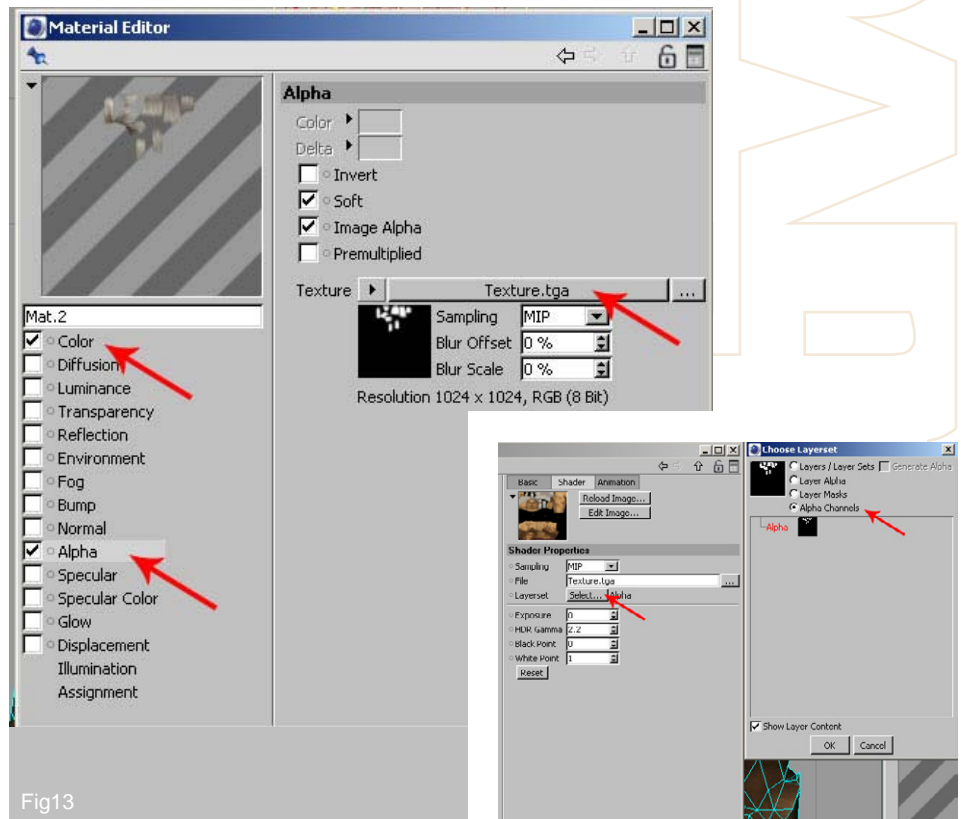 Material Editor
Alpha
Color
Delta
Invert
Soft
Image Alpha
Premultiplied
Texture
Texture.tga
...
Sampling
MIP
Blur Offset
0 %
Blur Scale
0 %
Resolution 1024 x 1024, RGB (8 Bit)
Mat.2
Color
Diffusion
Luminance
Transparency
Reflection
Environment
Fog
Bump
Normal
Alpha
Specular
Specular Color
Glow
Displacement
Illumination
Assignment
Basic
Shader
Animation
Reload Image...
Edit Image...
Shader Properties
Sampling
MIP
File
Texture.tga
...
Layerset
Select...
Alpha
Exposure
0
HDR Gamma
2.2
Black Point
0
White Point
1
Reset
Choose Layerset
Layers / Layer Sets
Generate Alpha
Layer Alpha
Layer Masks
Alpha Channels
Alpha
Show Layer Content
OK
Cancel
Fig13